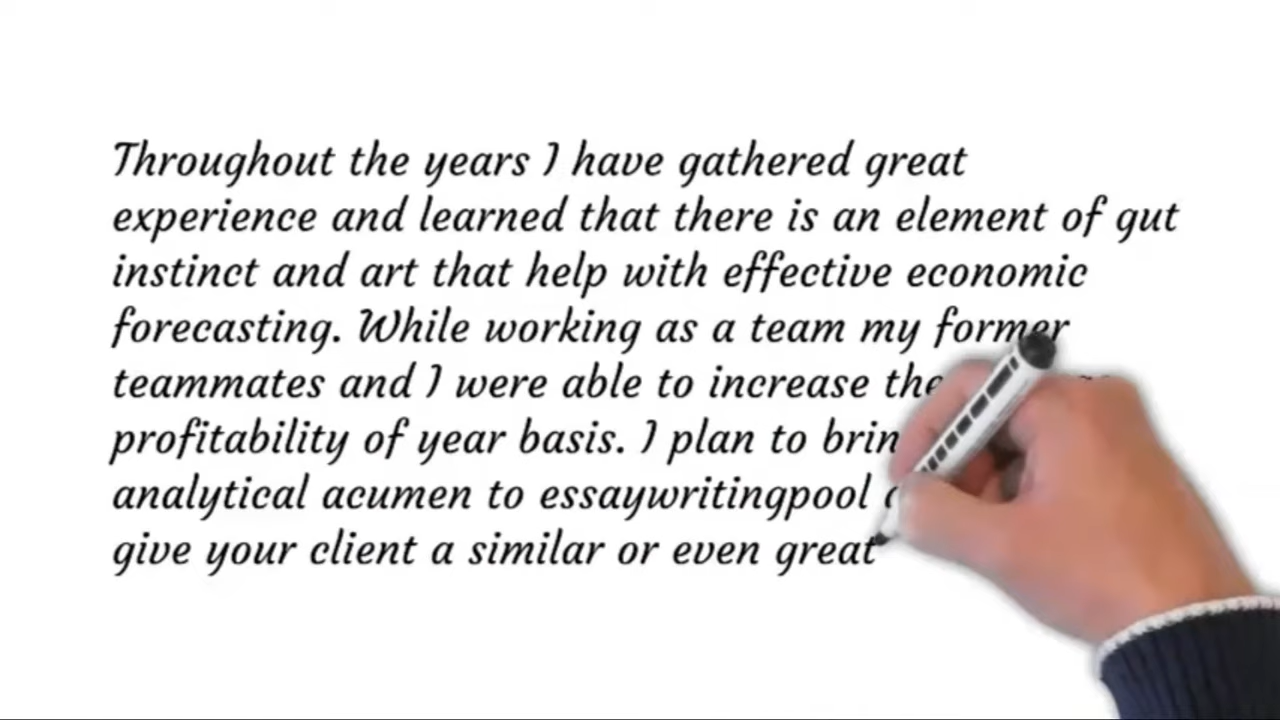 Throughout the years I have gathered great
experience and learned that there is an element of gut
instinct and art that help with effective economic
forecasting. While working as a team my former
teammates and I were able to increase the
profitability of year basis. I plan to
analytical acumen to essaywritingpool
give your client a similar or even great